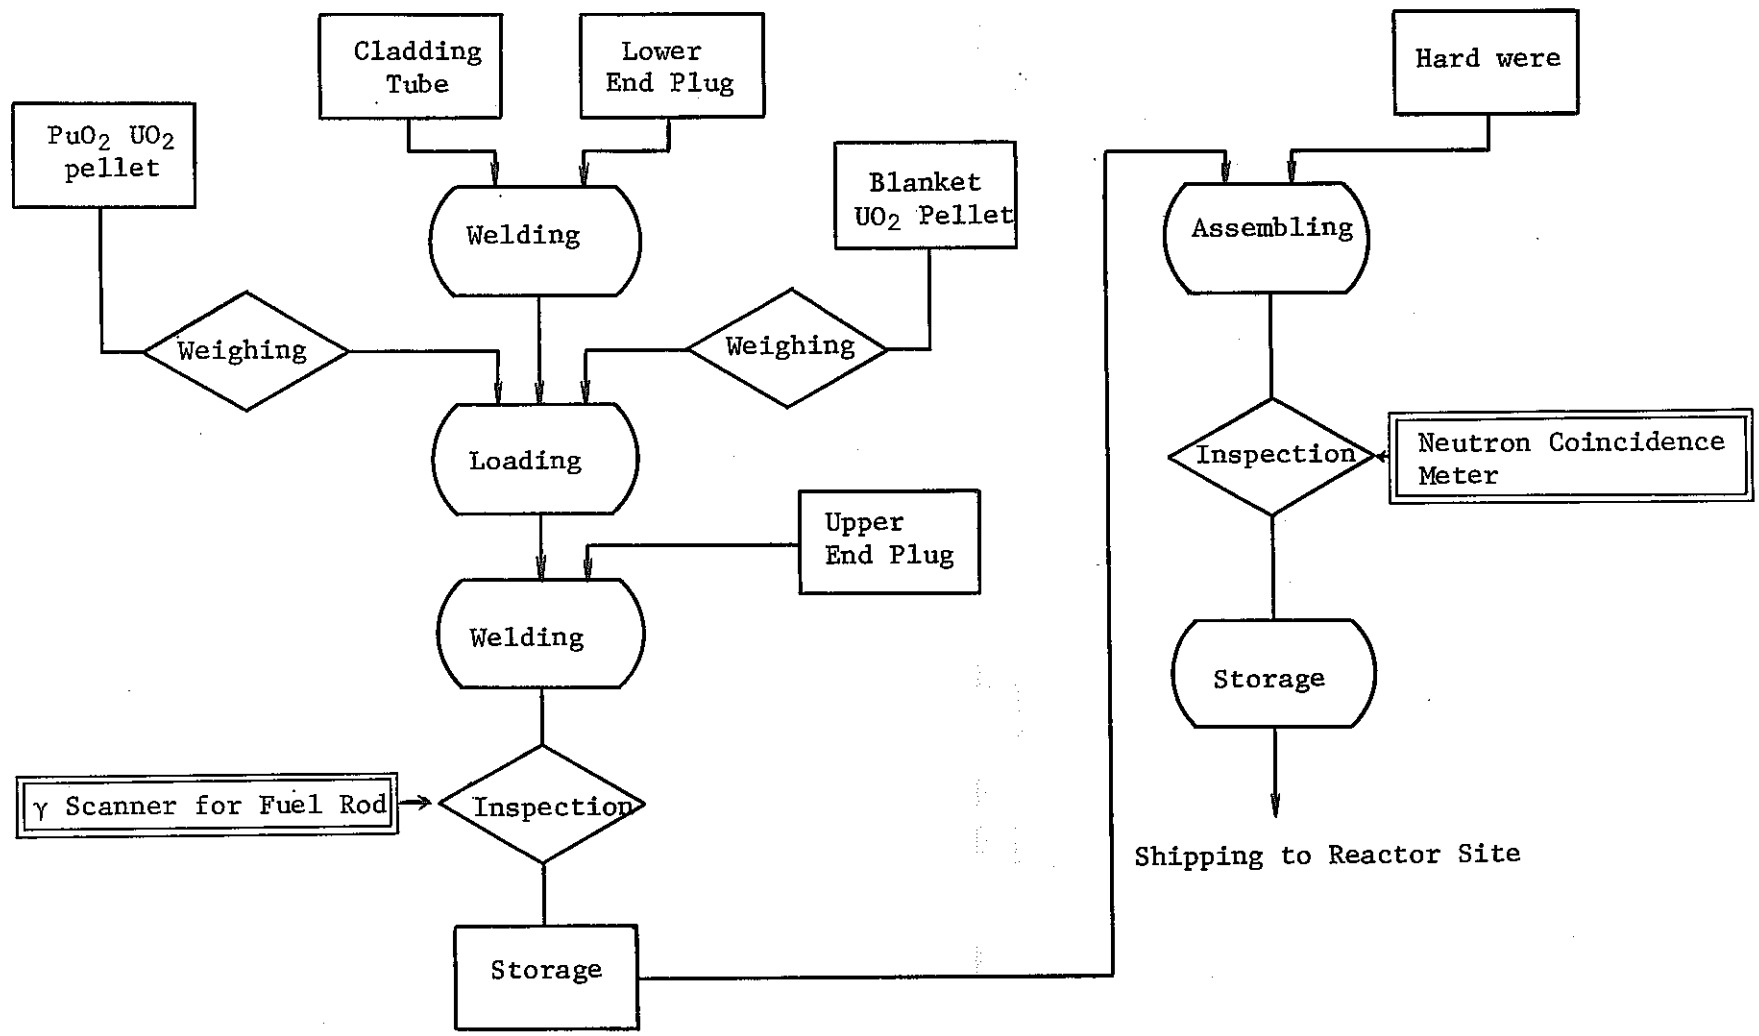 Cladding
Tube
Lower
End Plug
PuO₂ UO₂
pellet
Welding
Blanket
UO₂ Pellet
Weighing
Weighing
Loading
Upper
End Plug
Welding
γ Scanner for Fuel Rod
Inspection
Storage
Hard were
Assembling
Inspection
Neutron Coincidence
Meter
Storage
Shipping to Reactor Site